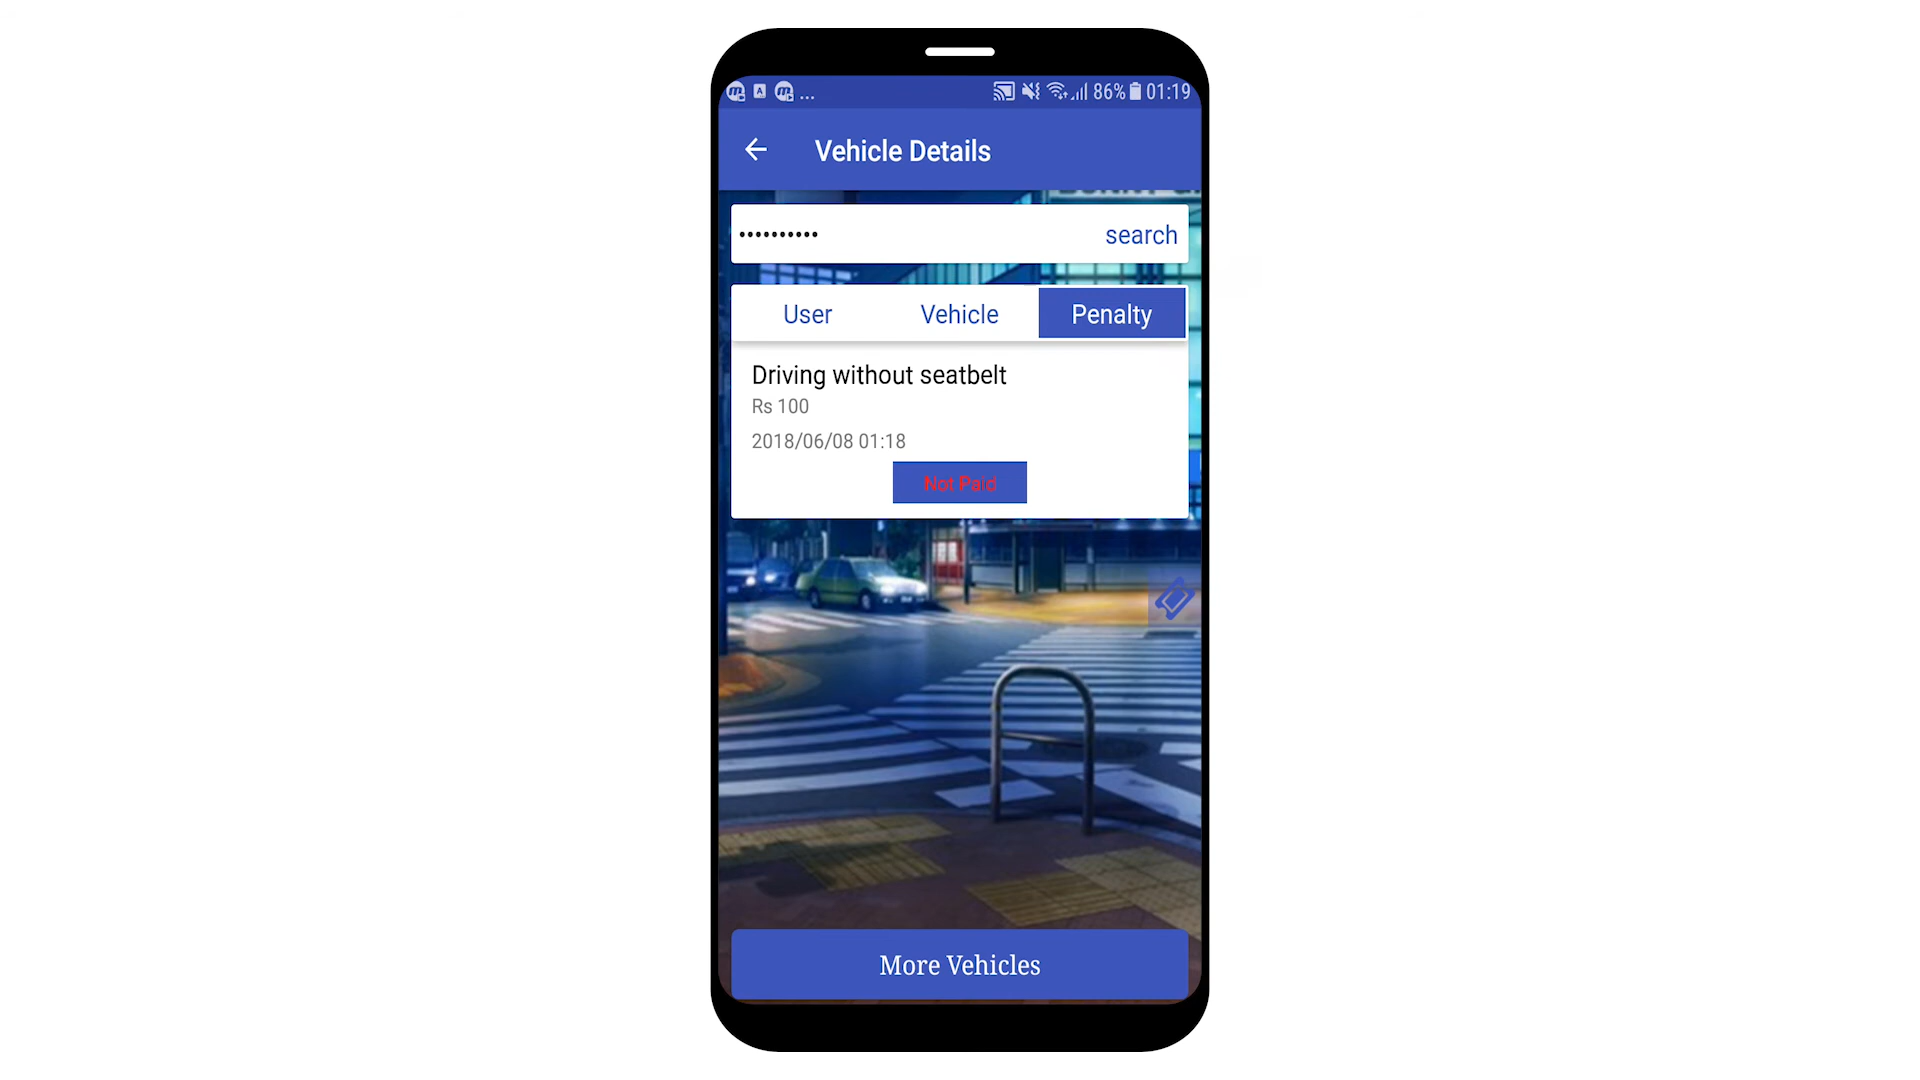 ... 86% 01:19
Vehicle Details
•••••••••• search
User Vehicle Penalty
Driving without seatbelt
Rs 100
2018/06/08 01:18
Not Paid
More Vehicles